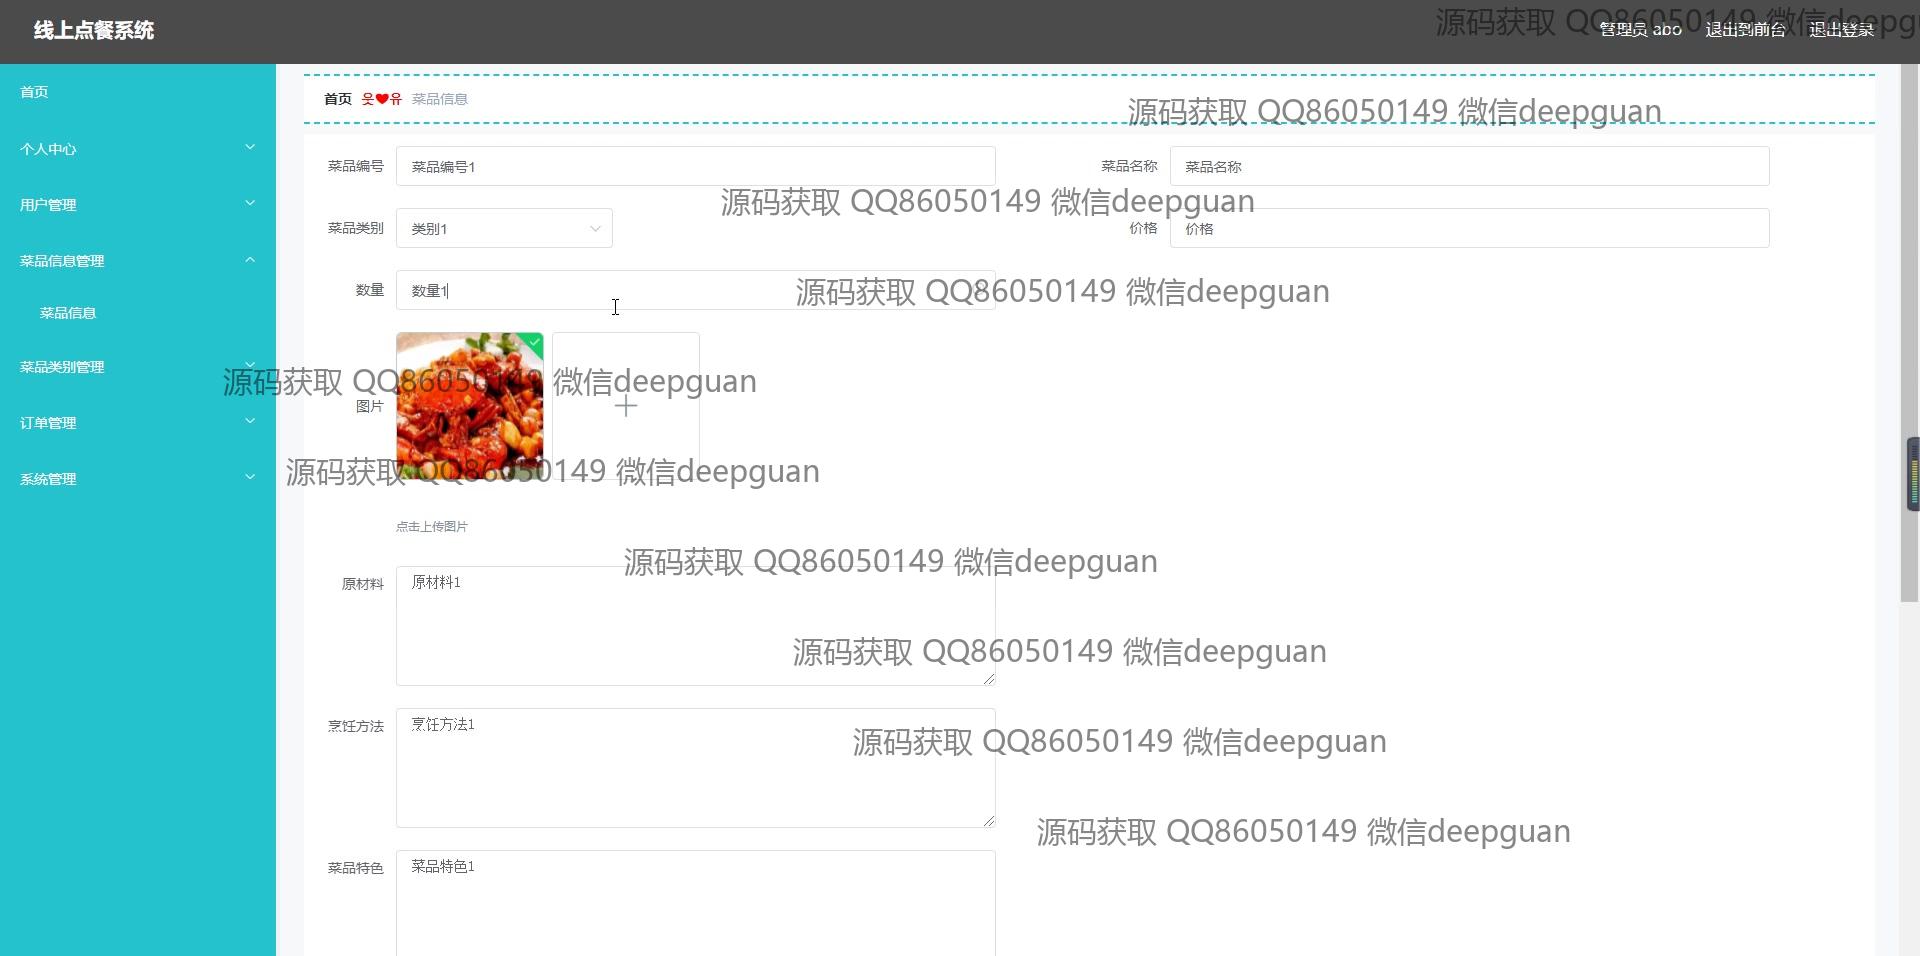 线上点餐系统
源码获取 QQ86050149 微信deepg
管理员 abo 退出到前台 退出登录
首页
首页 웃❤유 菜品信息
源码获取 QQ86050149 微信deepguan
个人中心
菜品编号 菜品编号1 菜品名称 菜品名称
源码获取 QQ86050149 微信deepguan
用户管理
菜品类别 类别1 价格 价格
菜品信息管理
数量 数量1
源码获取 QQ86050149 微信deepguan
菜品信息
菜品类别管理
源码获取 QQ86050149 微信deepguan
图片
订单管理
源码获取 QQ86050149 微信deepguan
系统管理
点击上传图片
源码获取 QQ86050149 微信deepguan
原材料 原材料1
源码获取 QQ86050149 微信deepguan
烹饪方法 烹饪方法1
源码获取 QQ86050149 微信deepguan
源码获取 QQ86050149 微信deepguan
菜品特色 菜品特色1